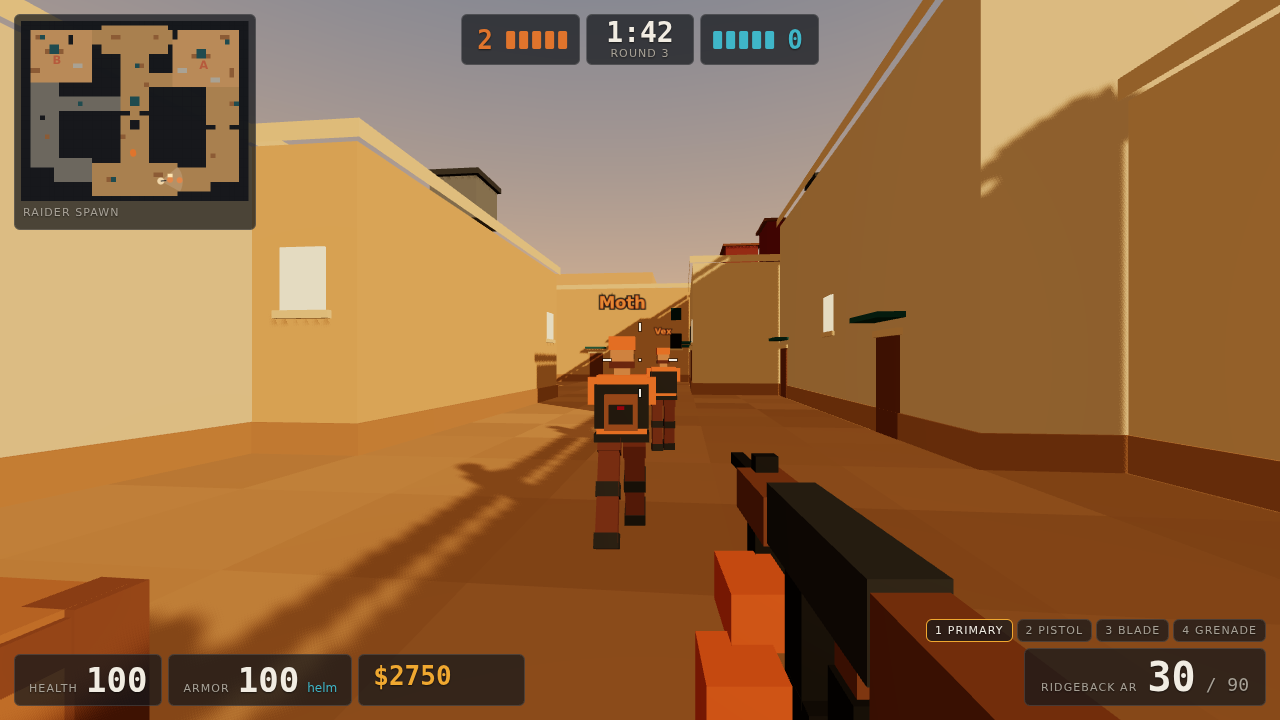 B
A
RAIDER SPAWN
2
1:42
ROUND 3
0
Moth
Vex
HEALTH 100
ARMOR 100 helm
$2750
1 PRIMARY
2 PISTOL
3 BLADE
4 GRENADE
RIDGEBACK AR 30 / 90